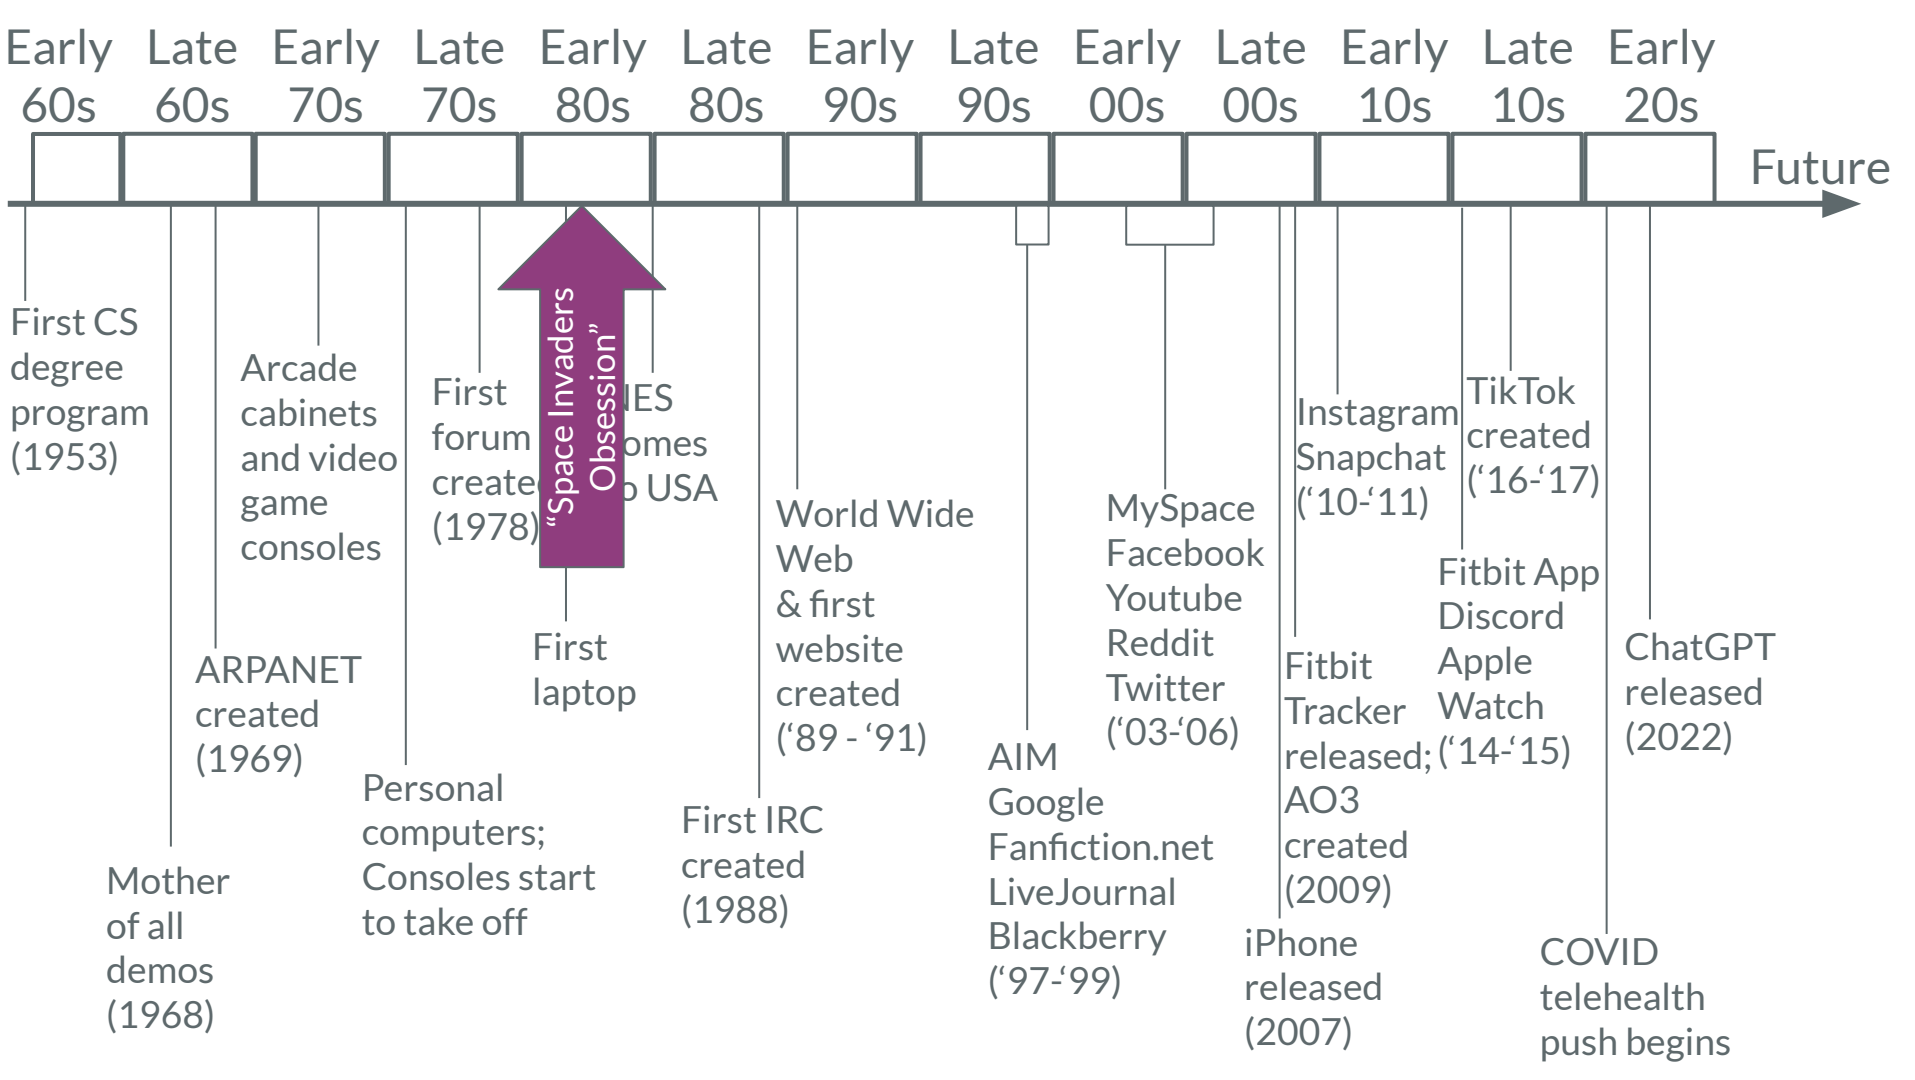 Early
60s
Late
60s
Early
70s
Late
70s
Early
80s
Late
80s
Early
90s
Late
90s
Early
00s
Late
00s
Early
10s
Late
10s
Early
20s
Future
First CS
degree
program
(1953)
Mother
of all
demos
(1968)
ARPANET
created
(1969)
Arcade
cabinets
and video
game
consoles
Personal
computers;
Consoles start
to take off
First
forum
(1978)
“Space Invaders
Obsession”
First
laptop
USA
First IRC
created
(1988)
World Wide
Web
& first
website
created
(‘89 - ‘91)
AIM
Google
Fanfiction.net
LiveJournal
Blackberry
(‘97-‘99)
MySpace
Facebook
Youtube
Reddit
Twitter
(‘03-‘06)
iPhone
released
(2007)
Fitbit
Tracker
released;
AO3
created
(2009)
Instagram
Snapchat
(‘10-‘11)
Fitbit App
Discord
Apple
Watch
(‘14-‘15)
TikTok
created
(‘16-‘17)
COVID
telehealth
push begins
ChatGPT
released
(2022)